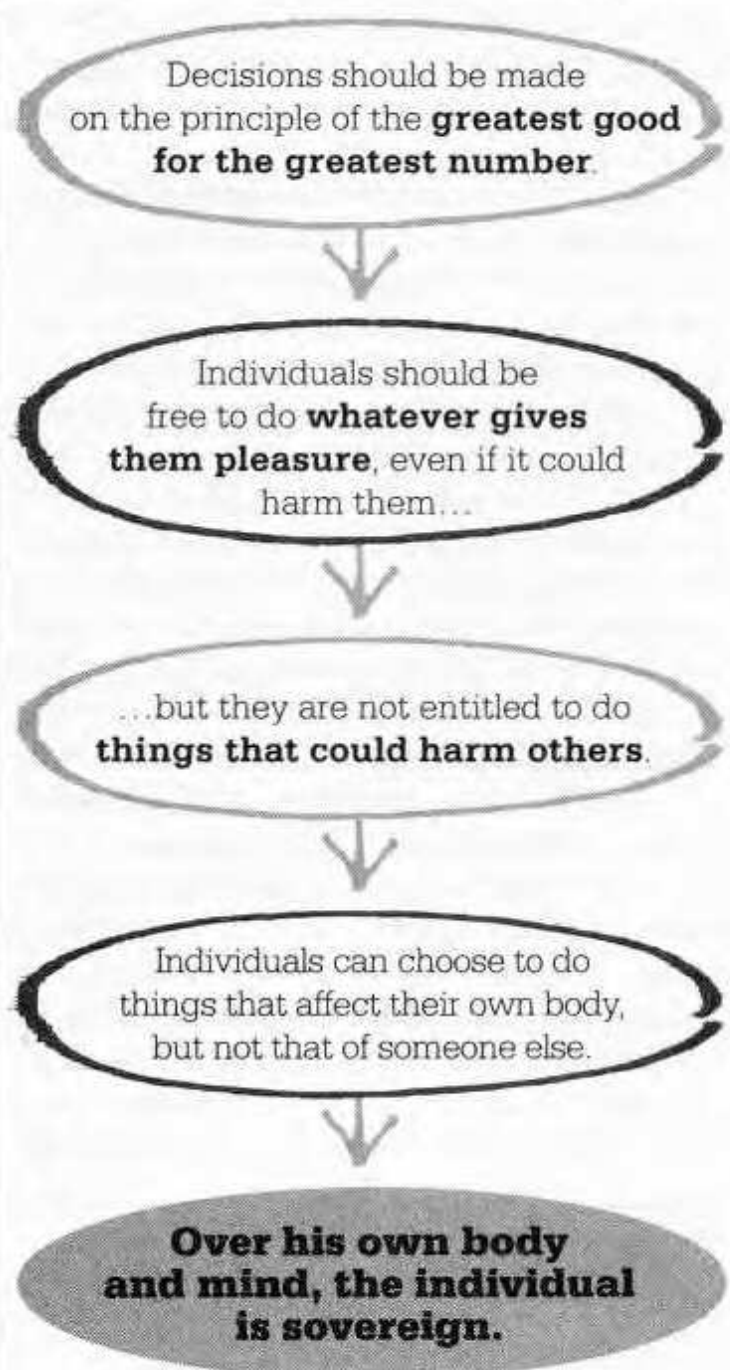 Decisions should be made
on the principle of the greatest good
for the greatest number.
Individuals should be
free to do whatever gives
them pleasure, even if it could
harm them…
…but they are not entitled to do
things that could harm others.
Individuals can choose to do
things that affect their own body,
but not that of someone else.
Over his own body
and mind, the individual
is sovereign.